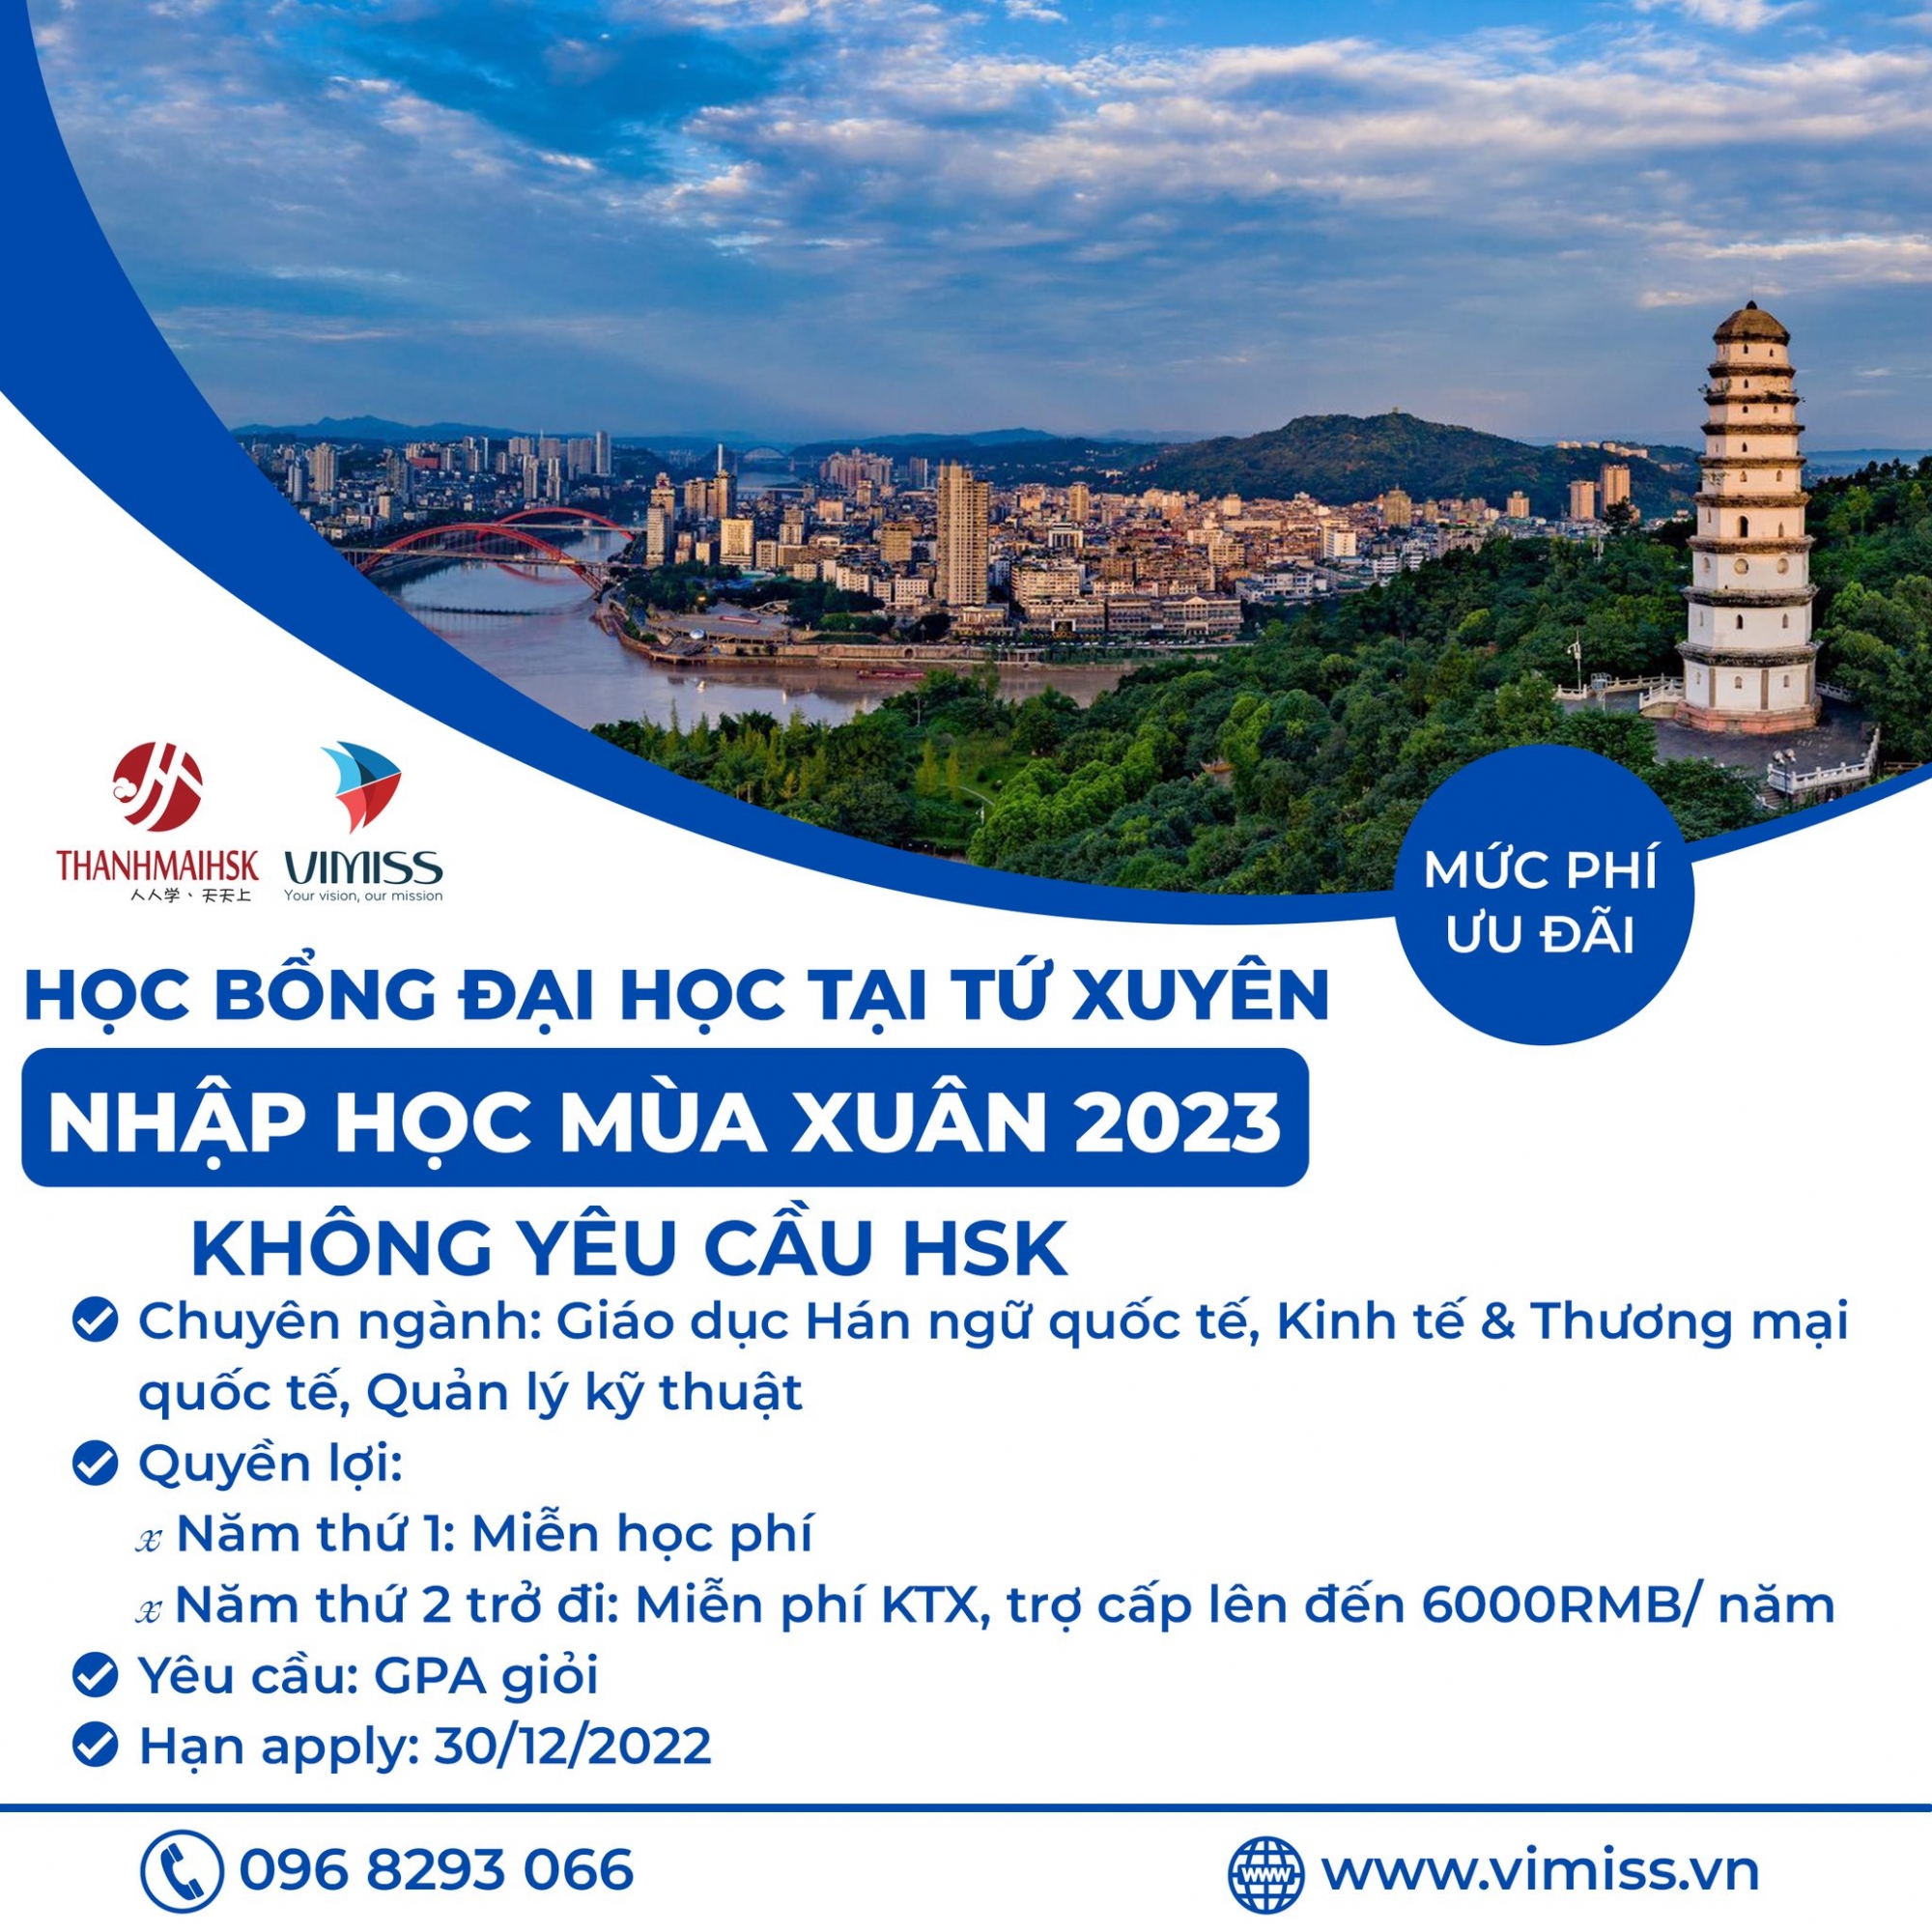 THANHMAIHSK
人人学、天天上
VIMISS
Your vision, our mission
MỨC PHÍ
ƯU ĐÃI
HỌC BỔNG ĐẠI HỌC TẠI TỨ XUYÊN
NHẬP HỌC MÙA XUÂN 2023
KHÔNG YÊU CẦU HSK
Chuyên ngành: Giáo dục Hán ngữ quốc tế, Kinh tế & Thương mại
quốc tế, Quản lý kỹ thuật
Quyền lợi:
x Năm thứ 1: Miễn học phí
x Năm thứ 2 trở đi: Miễn phí KTX, trợ cấp lên đến 6000RMB/ năm
Yêu cầu: GPA giỏi
Hạn apply: 30/12/2022
096 8293 066
www
www.vimiss.vn